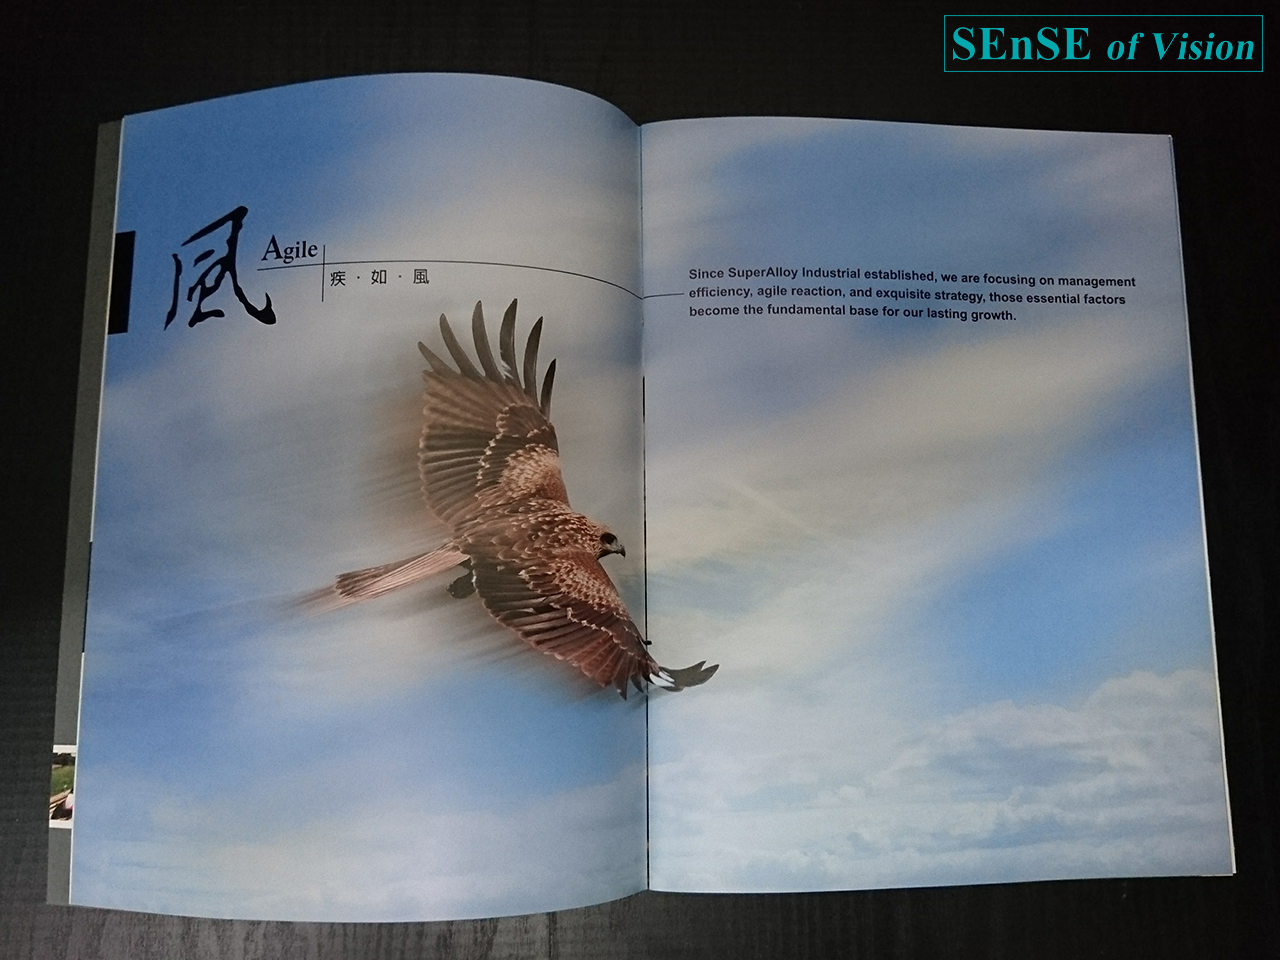 SEnSE of Vision
風
Agile
疾·如·風
Since SuperAlloy Industrial established, we are focusing on management
efficiency, agile reaction, and exquisite strategy, those essential factors
become the fundamental base for our lasting growth.